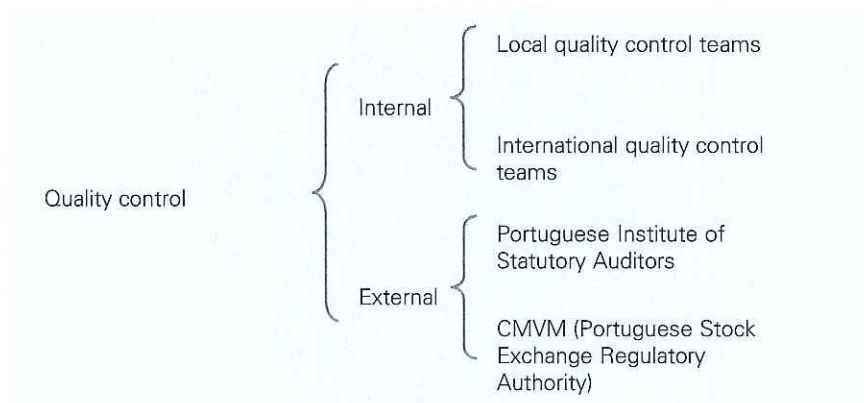 Quality control
Internal
Local quality control teams
International quality control
teams
External
Portuguese Institute of
Statutory Auditors
CMVM (Portuguese Stock
Exchange Regulatory
Authority)